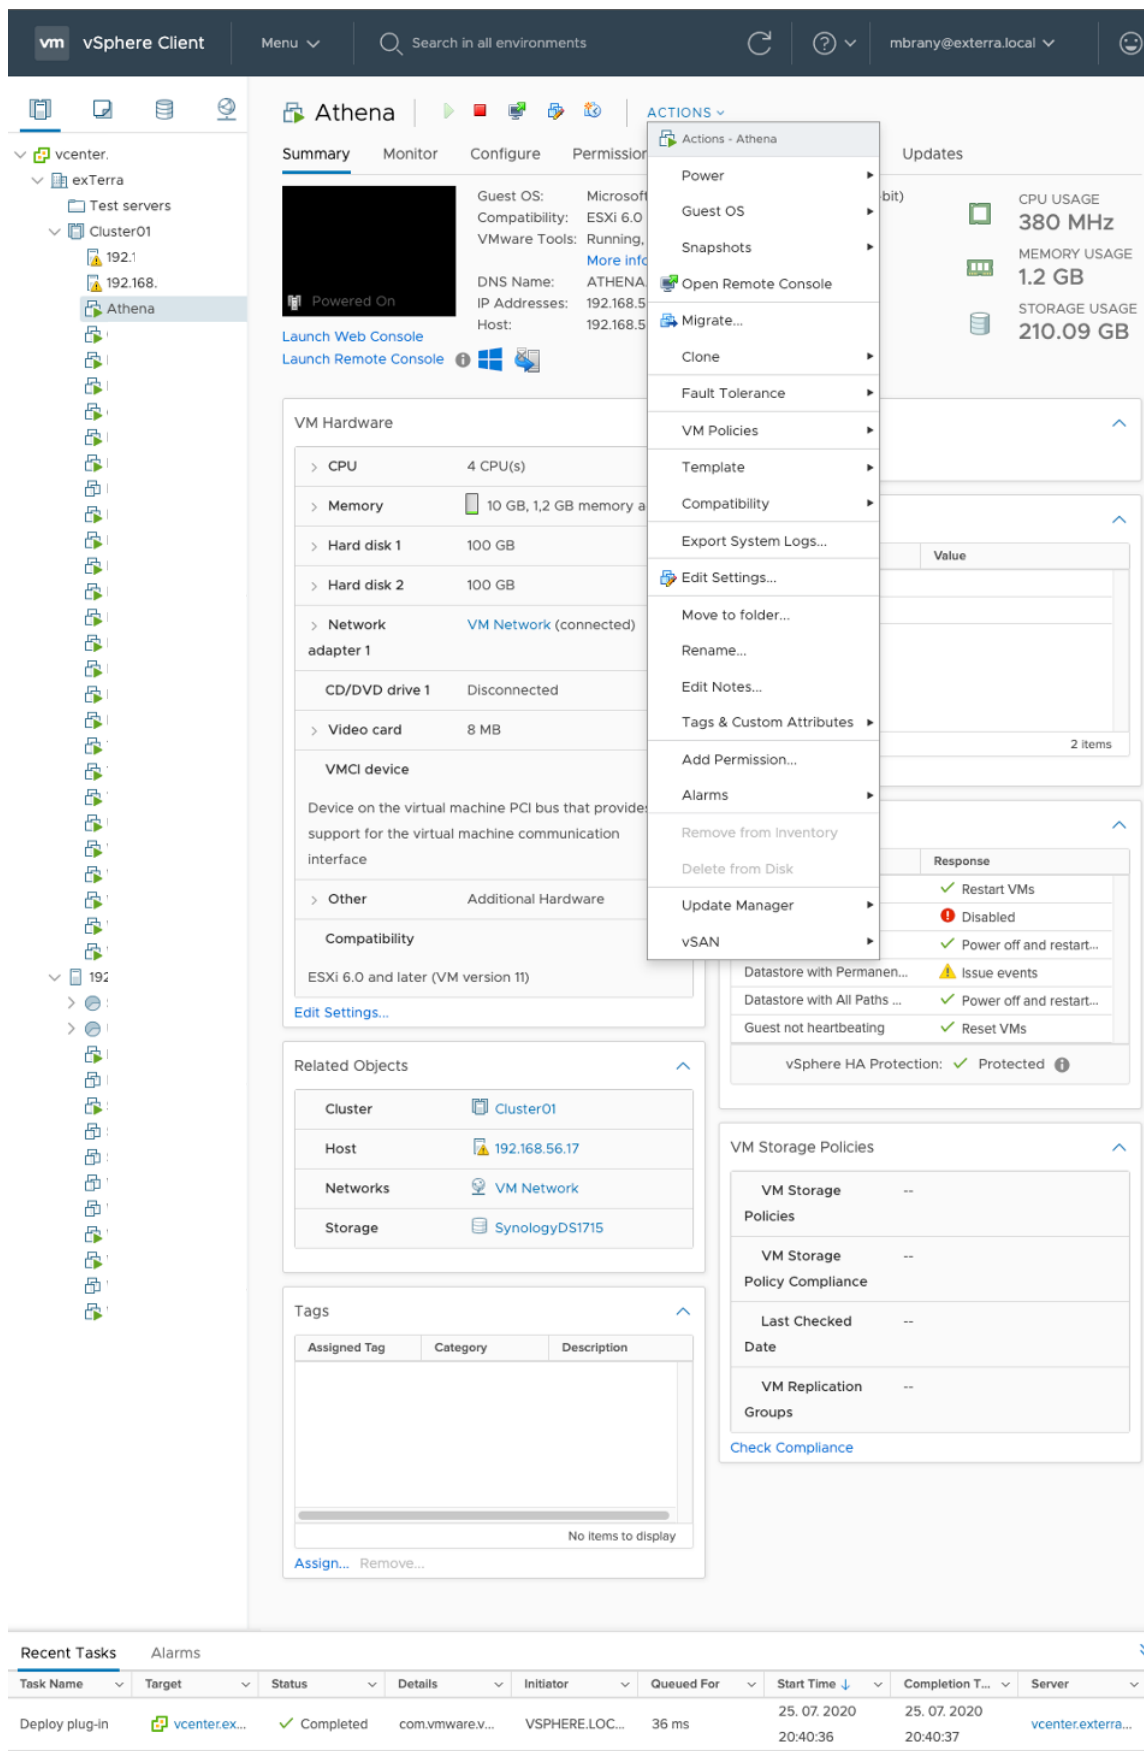 vm vSphere Client Menu Search in all environments mbrany@exterra.local
Athena ACTIONS
Summary Monitor Configure Updates
Actions - Athena
Power
Guest OS
Snapshots
Open Remote Console
Migrate...
Clone
Fault Tolerance
VM Policies
Template
Compatibility
Export System Logs...
Edit Settings...
Move to folder...
Rename...
Edit Notes...
Tags & Custom Attributes
Add Permission...
Alarms
Remove from Inventory
Delete from Disk
Update Manager
vSAN
vcenter.
exTerra
Test servers
Cluster01
192.1
192.168.
Athena
192
Powered On
Launch Web Console
Launch Remote Console
Guest OS: Microsoft
Compatibility: ESXi 6.0
VMware Tools: Running,
More info
DNS Name: ATHENA.
IP Addresses: 192.168.5
Host: 192.168.5
bit)
CPU USAGE
380 MHz
MEMORY USAGE
1.2 GB
STORAGE USAGE
210.09 GB
VM Hardware
CPU 4 CPU(s)
Memory 10 GB, 1,2 GB memory a
Hard disk 1 100 GB
Hard disk 2 100 GB
Network adapter 1 VM Network (connected)
CD/DVD drive 1 Disconnected
Video card 8 MB
VMCI device
Device on the virtual machine PCI bus that provides
support for the virtual machine communication
interface
Other Additional Hardware
Compatibility
ESXi 6.0 and later (VM version 11)
Edit Settings...
Value
2 items
Response
Restart VMs
Disabled
Power off and restart...
Datastore with Permanen... Issue events
Datastore with All Paths ... Power off and restart...
Guest not heartbeating Reset VMs
vSphere HA Protection: Protected
Related Objects
Cluster Cluster01
Host 192.168.56.17
Networks VM Network
Storage SynologyDS1715
VM Storage Policies
VM Storage Policies --
VM Storage Policy Compliance --
Last Checked Date --
VM Replication Groups --
Check Compliance
Tags
Assigned Tag Category Description
No items to display
Assign... Remove...
Recent Tasks Alarms
Task Name Target Status Details Initiator Queued For Start Time Completion T... Server
Deploy plug-in vcenter.ex... Completed com.vmware.v... VSPHERE.LOC... 36 ms 25. 07. 2020 20:40:36 25. 07. 2020 20:40:37 vcenter.exterra...